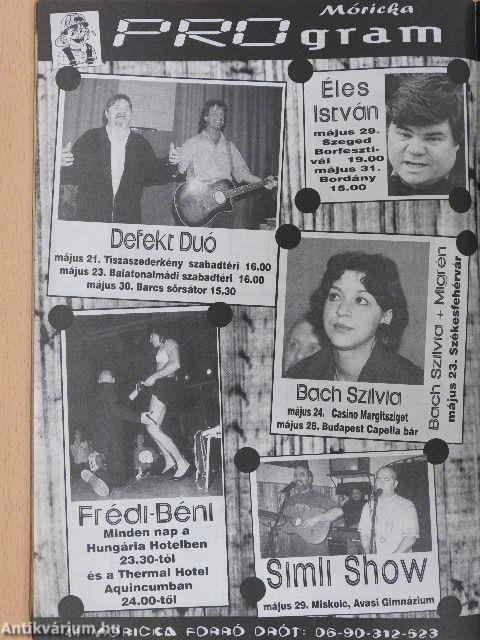 Móricka
PROgram
Defekt Duó
május 21. Tiszaszederkény szabadtéri 16.00
május 23. Balatonalmádi szabadtéri 16.00
május 30. Barcs sörsátor 15.30
Éles
István
május 29.
Szeged
Borfeszti-
vál 19.00
május 31.
Bordány
15.00
Bach Szilvia
május 24. Casino Margitsziget
május 28. Budapest Capella bár
Bach Szilvia + Migrén
május 23. Székesfehérvár
Frédi-Béni
Minden nap a
Hungária Hotelben
23.30-tól
és a Thermal Hotel
Aquincumban
24.00-től
Simli Show
május 29. Miskolc, Avasi Gimnázium
MÓRICKA FORRÓ DRÓT: 06-90-312-523
Antikvárium.hu